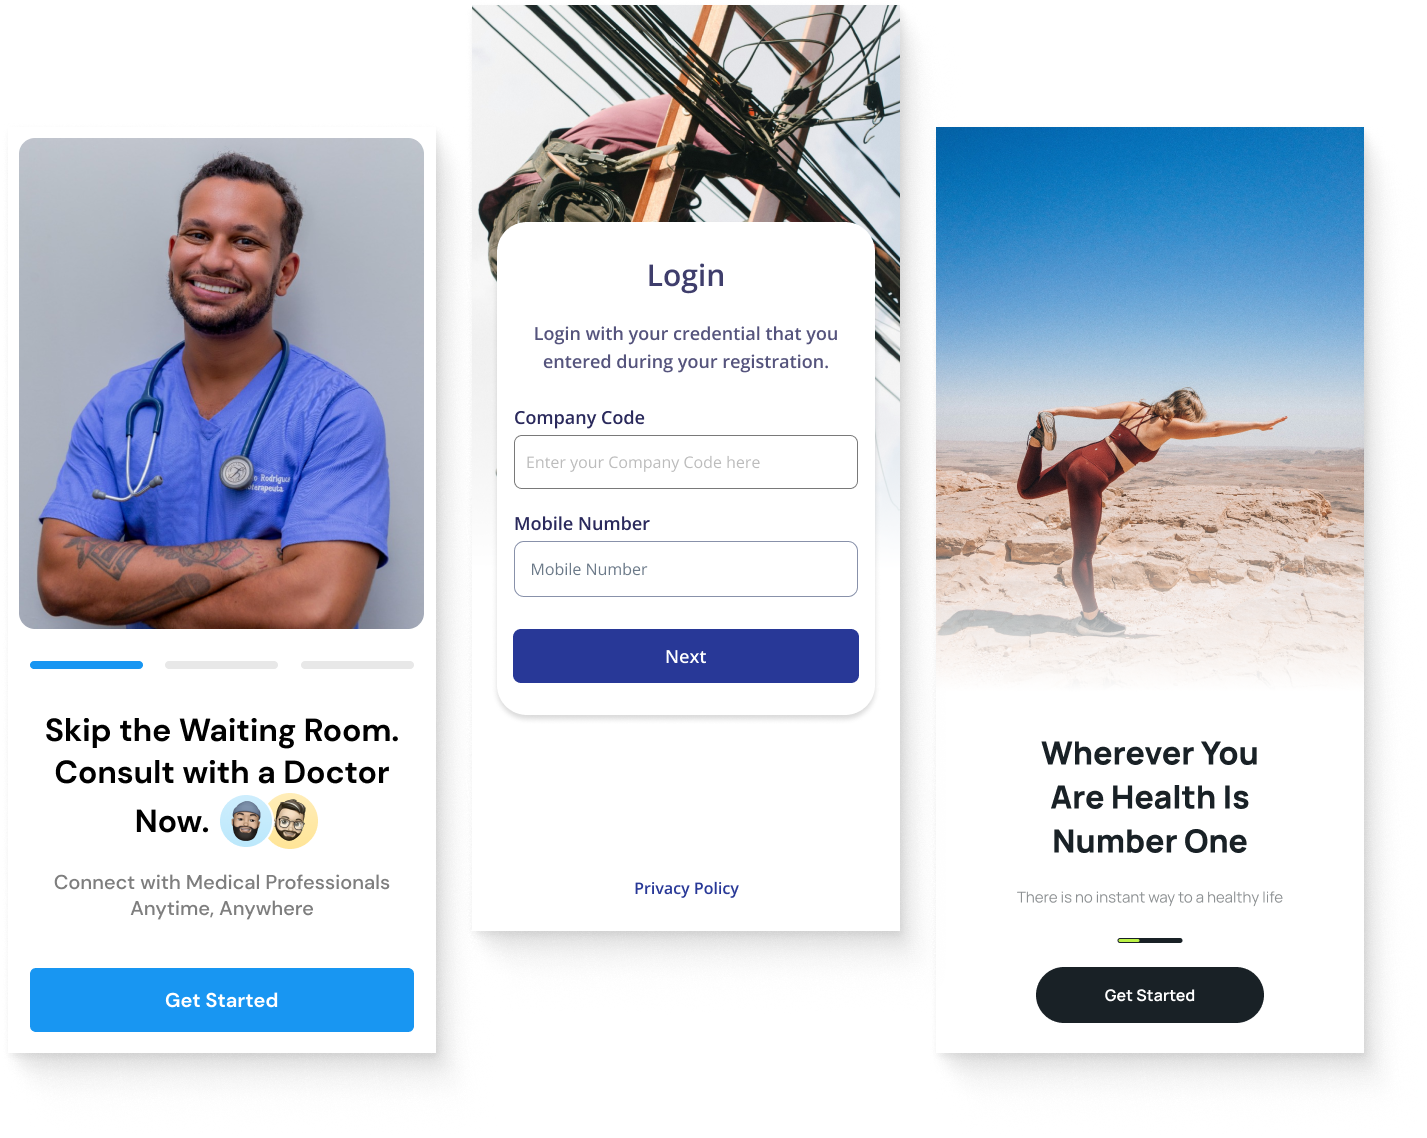 Skip the Waiting Room.
Consult with a Doctor
Now.
Connect with Medical Professionals
Anytime, Anywhere
Get Started
Login
Login with your credential that you
entered during your registration.
Company Code
Enter your Company Code here
Mobile Number
Mobile Number
Next
Privacy Policy
Wherever You
Are Health Is
Number One
There is no instant way to a healthy life
Get Started